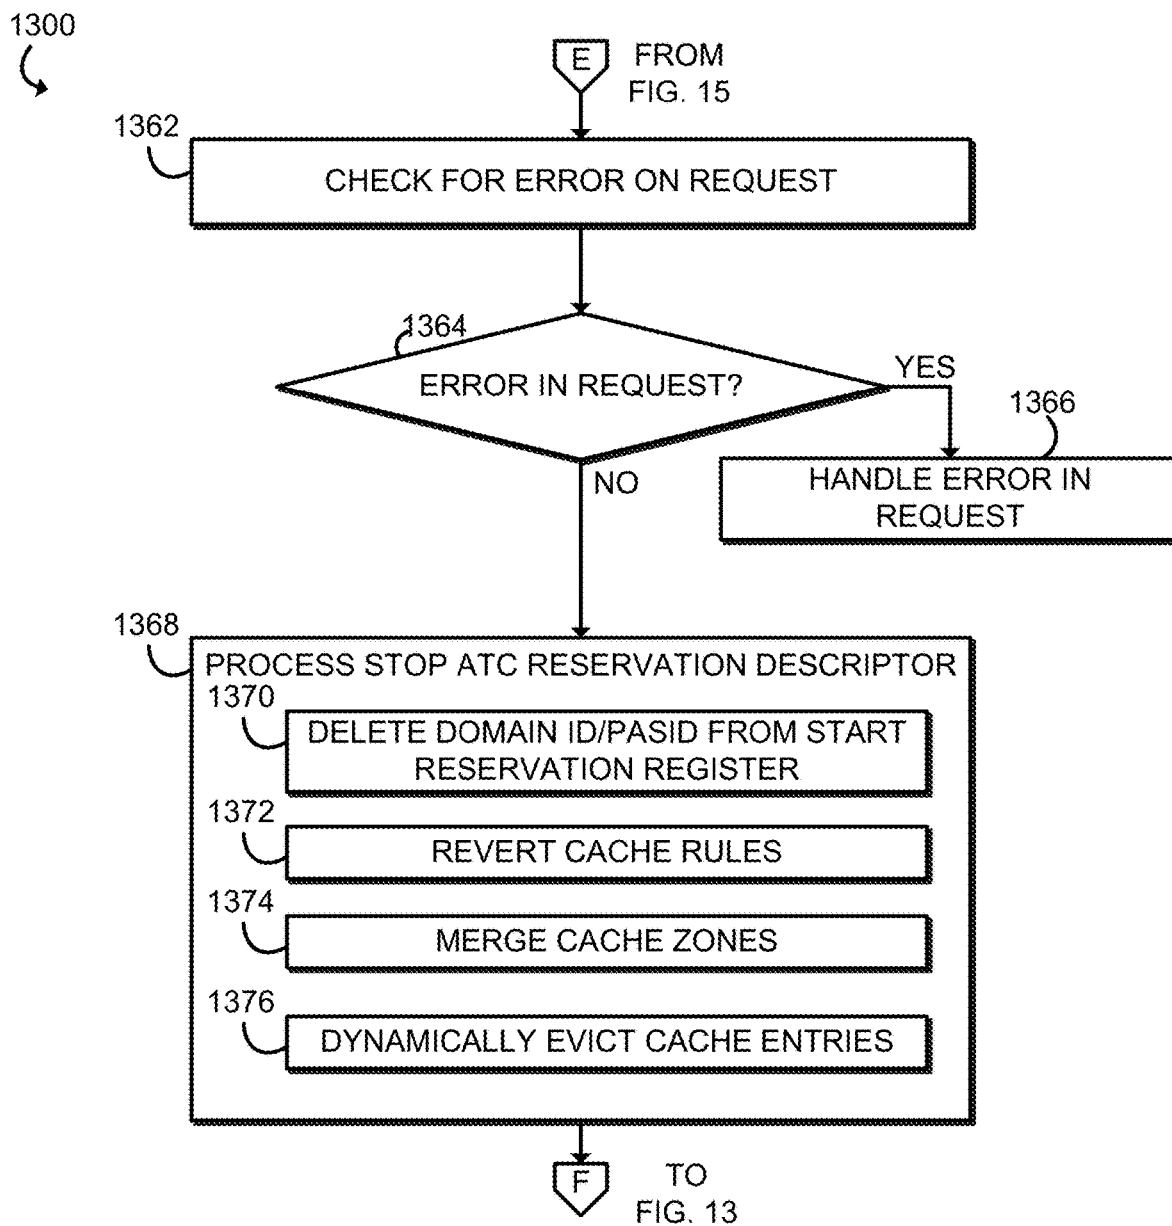 1300
E
FROM
FIG. 15
1362
CHECK FOR ERROR ON REQUEST
1364
ERROR IN REQUEST?
YES
1366
HANDLE ERROR IN
REQUEST
NO
1368
PROCESS STOP ATC RESERVATION DESCRIPTOR
1370
DELETE DOMAIN ID/PASID FROM START
RESERVATION REGISTER
1372
REVERT CACHE RULES
1374
MERGE CACHE ZONES
1376
DYNAMICALLY EVICT CACHE ENTRIES
F
TO
FIG. 13